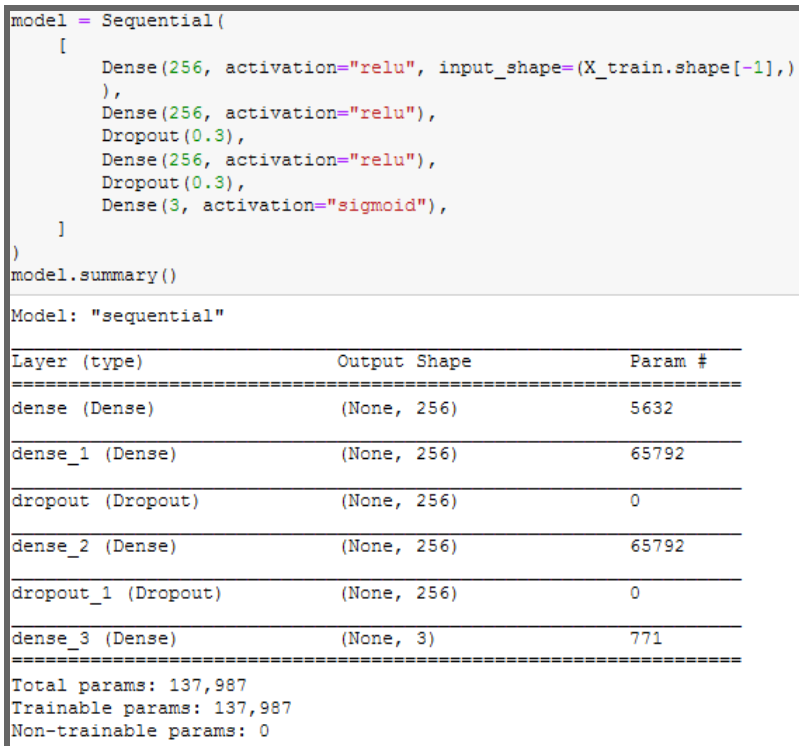 model = Sequential(
    [
        Dense(256, activation="relu", input_shape=(X_train.shape[-1],)
        ),
        Dense(256, activation="relu"),
        Dropout(0.3),
        Dense(256, activation="relu"),
        Dropout(0.3),
        Dense(3, activation="sigmoid"),
    ]
)
model.summary()
Model: "sequential"
Layer (type) Output Shape Param #
dense (Dense) (None, 256) 5632
dense_1 (Dense) (None, 256) 65792
dropout (Dropout) (None, 256) 0
dense_2 (Dense) (None, 256) 65792
dropout_1 (Dropout) (None, 256) 0
dense_3 (Dense) (None, 3) 771
Total params: 137,987
Trainable params: 137,987
Non-trainable params: 0